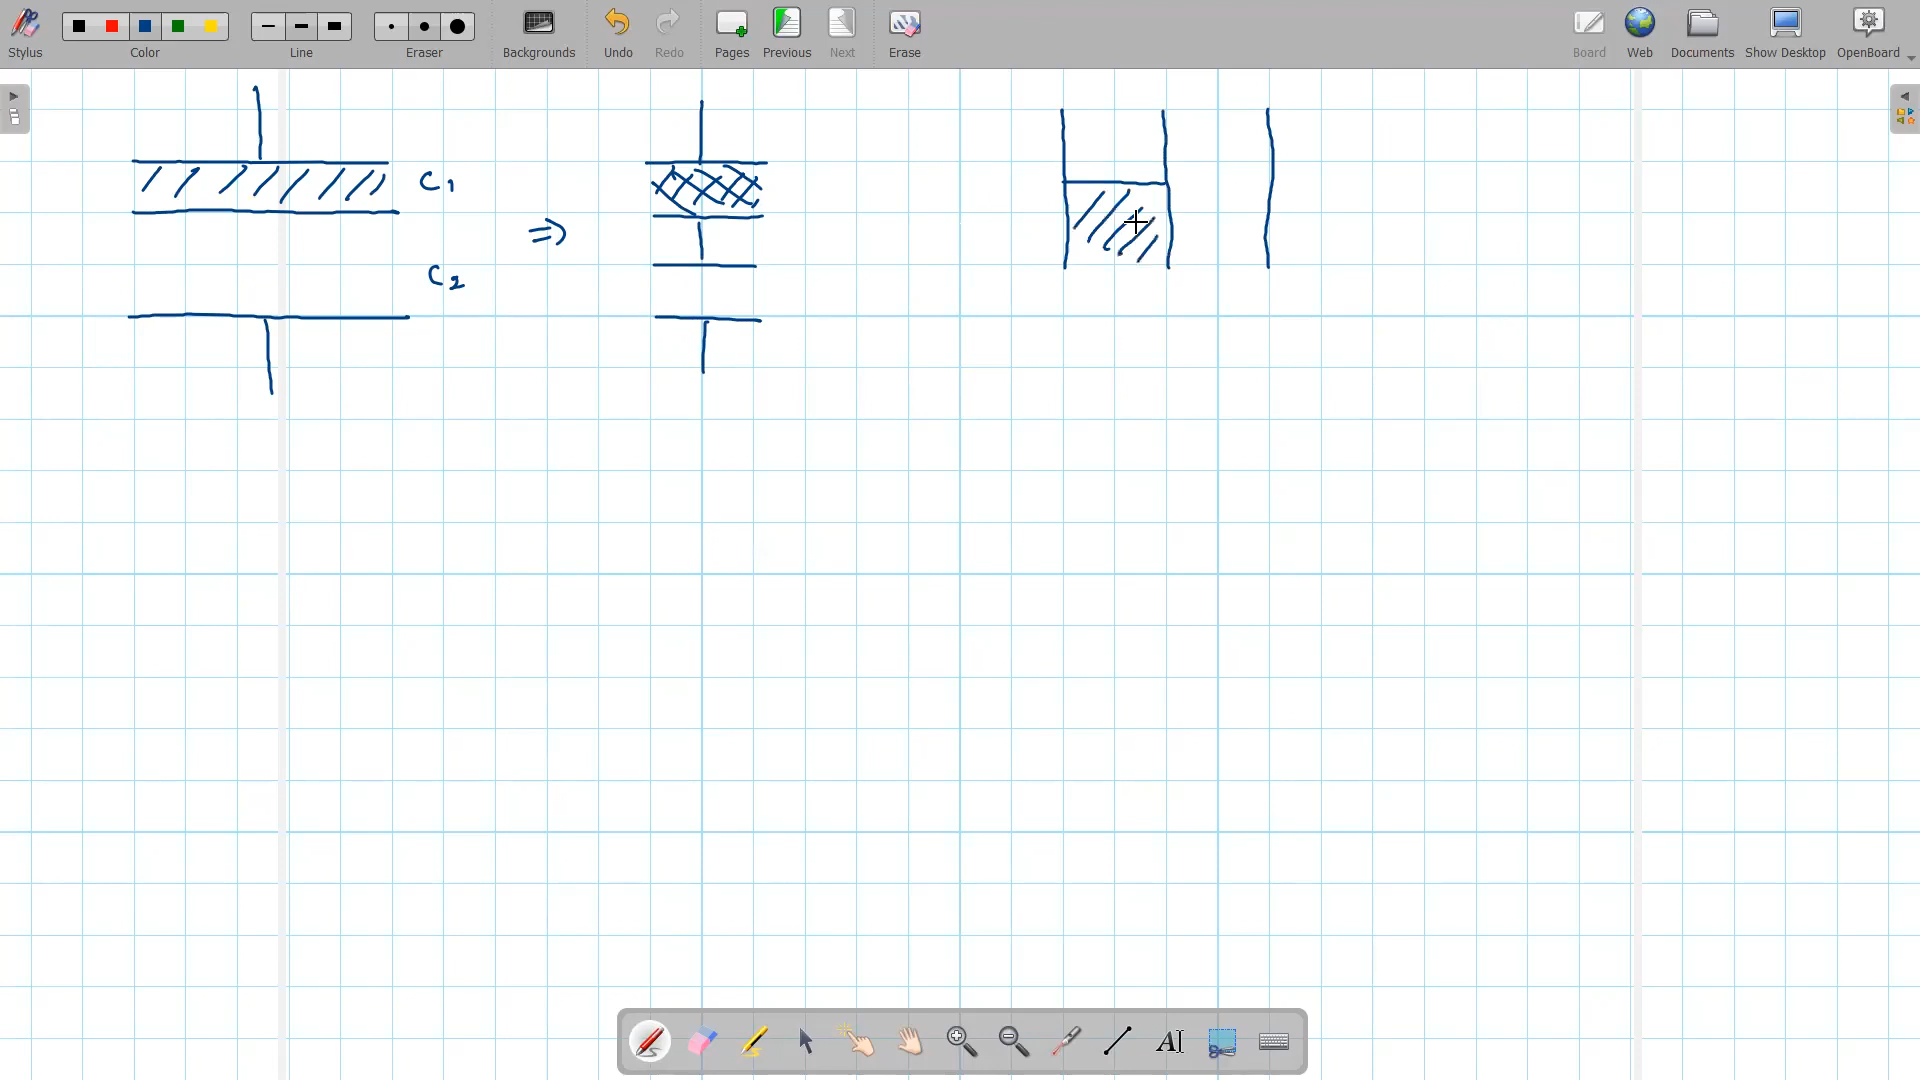 Stylus
Color
Line
Eraser
Backgrounds
Undo
Redo
Pages
Previous
Next
Erase
Board
Web
Documents
Show Desktop
OpenBoard
C1
C2
⇒
AI